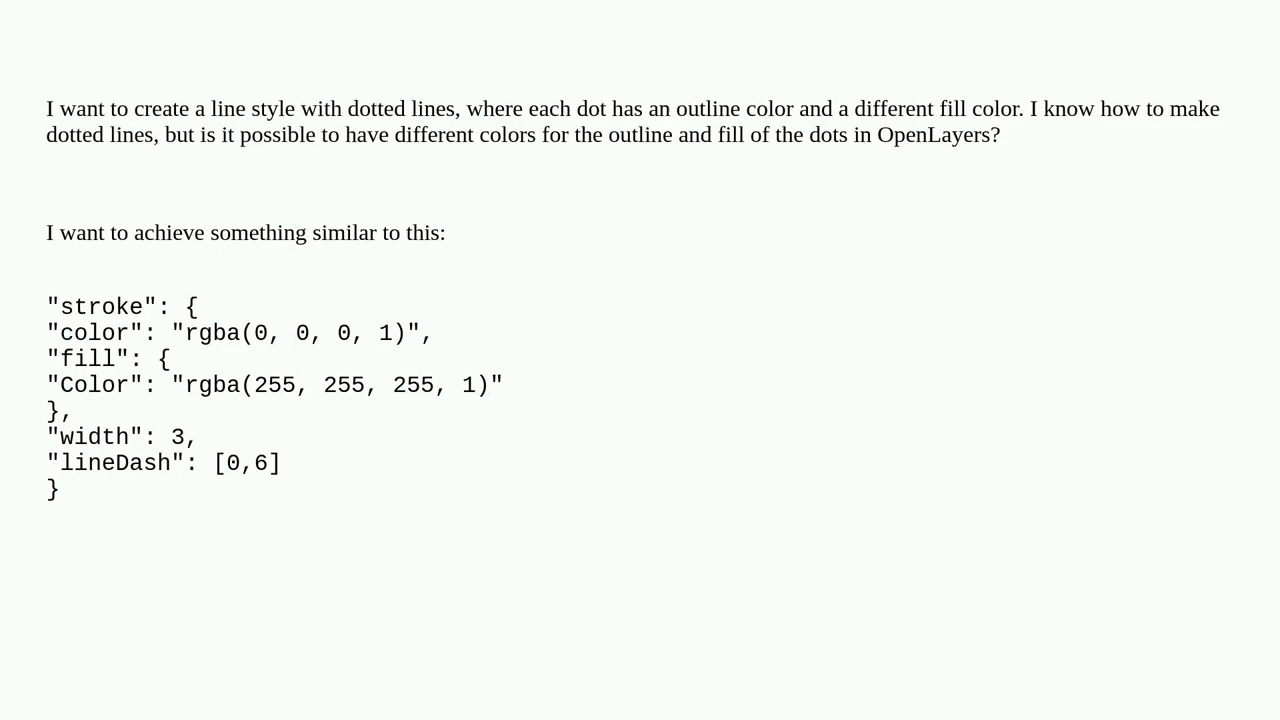 I want to create a line style with dotted lines, where each dot has an outline color and a different fill color. I know how to make
dotted lines, but is it possible to have different colors for the outline and fill of the dots in OpenLayers?
I want to achieve something similar to this:
"stroke": {
"color": "rgba(0, 0, 0, 1)",
"fill": {
"Color": "rgba(255, 255, 255, 1)"
},
"width": 3,
"lineDash": [0,6]
}